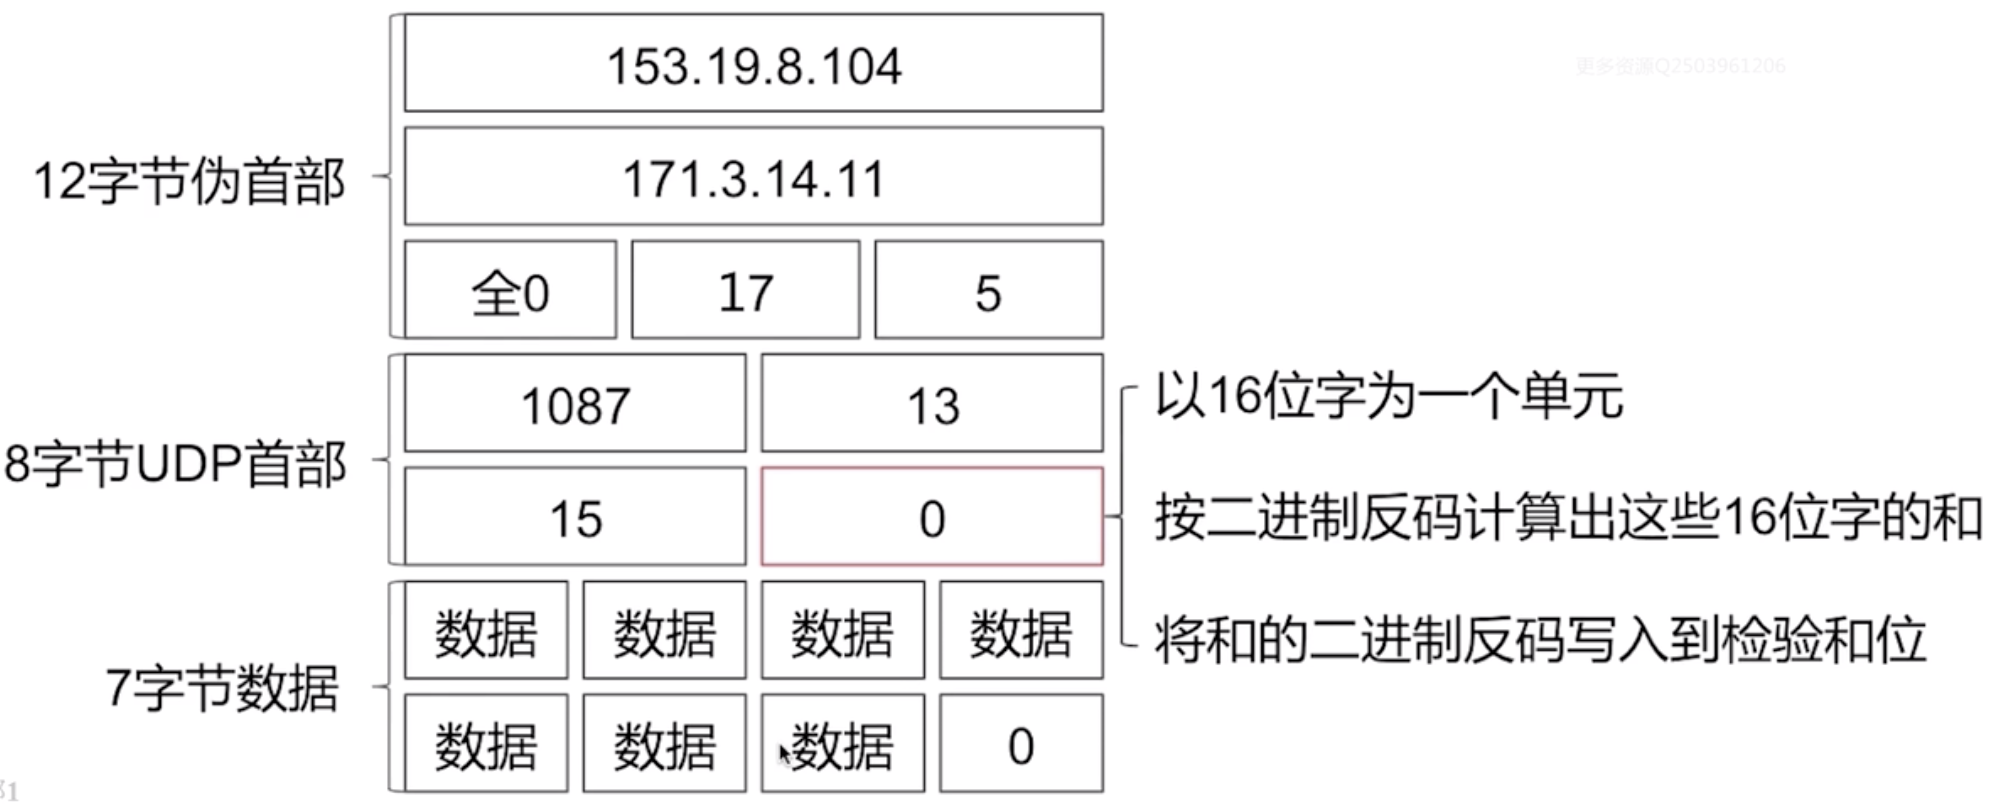 更多资源Q2503961206
153.19.8.104
171.3.14.11
12字节伪首部
全0 17 5
1087 13
以16位字为一个单元
8字节UDP首部
15 0
按二进制反码计算出这些16位字的和
数据 数据 数据 数据
将和的二进制反码写入到检验和位
7字节数据
数据 数据 数据 0
1